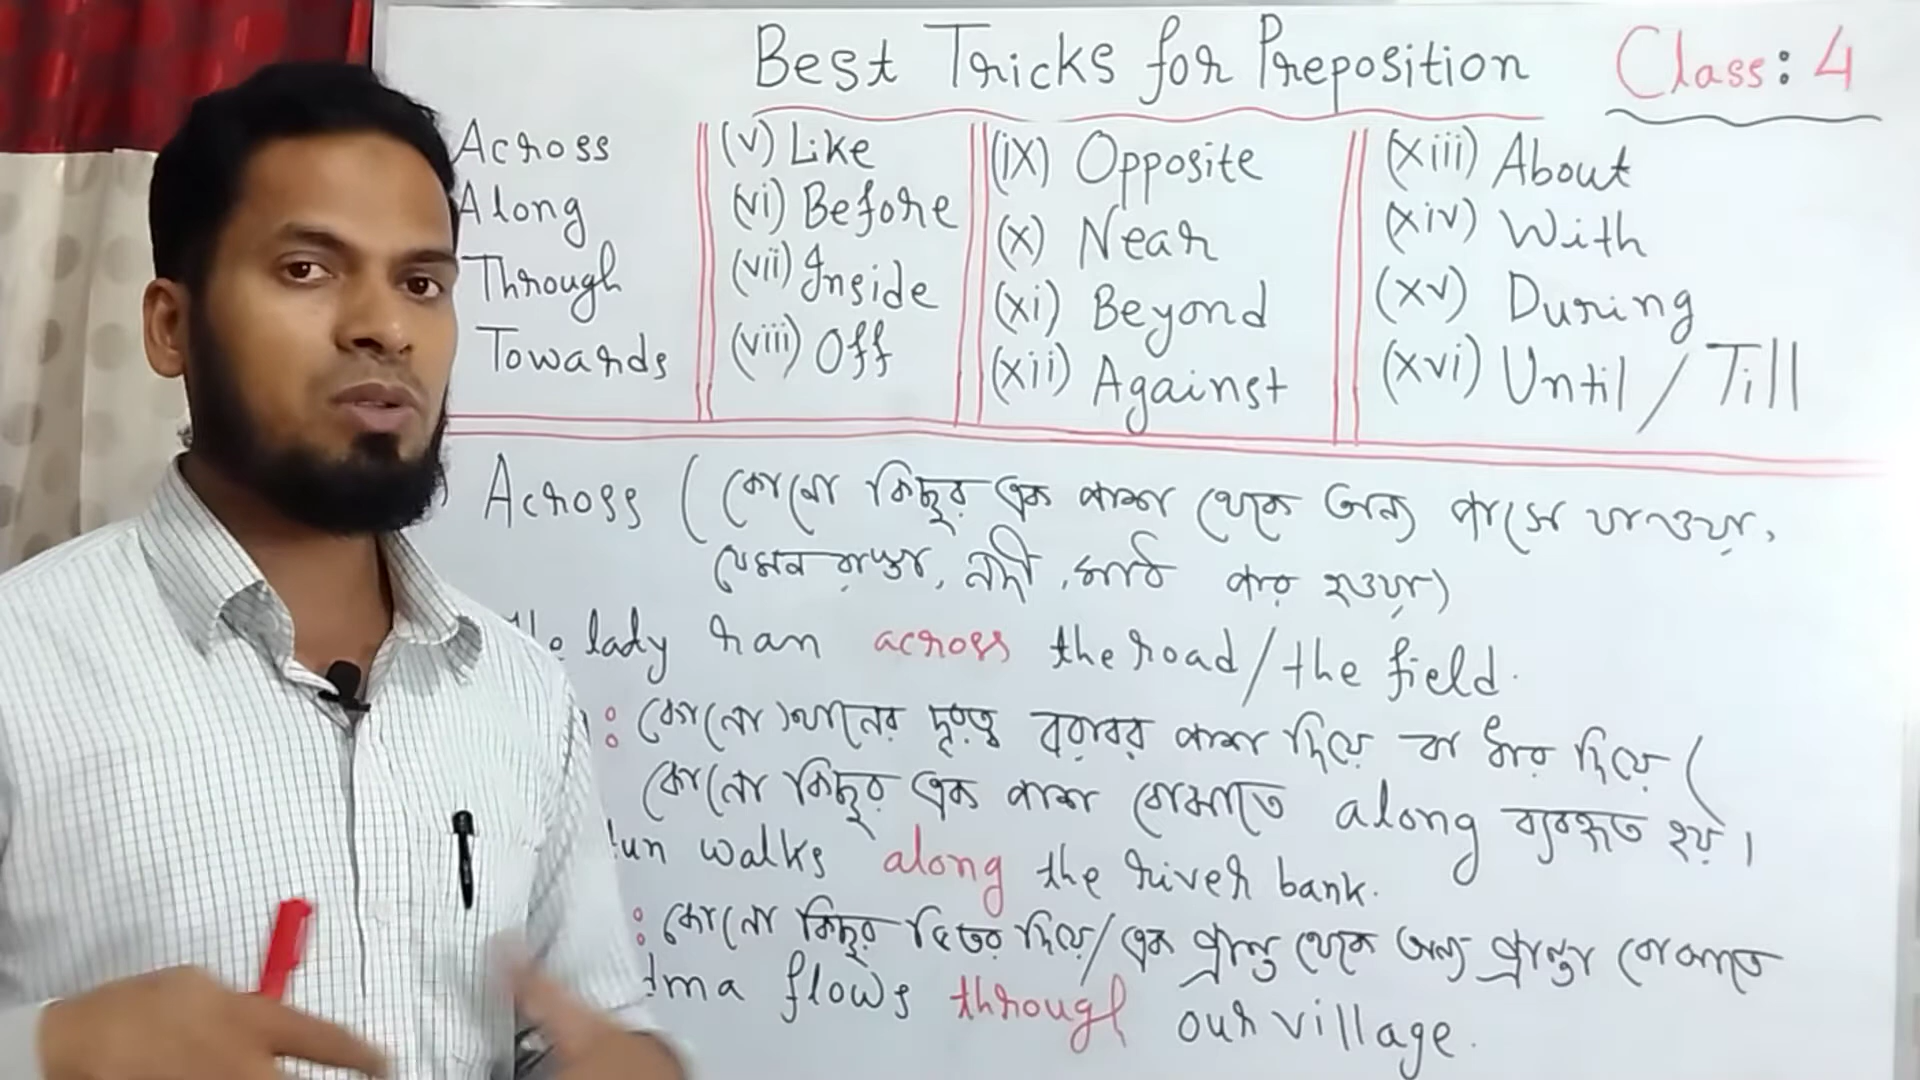 Best Tricks for Preposition Class: 4
Across (v) Like (ix) Opposite (xiii) About
Along (vi) Before (x) Near (xiv) With
Through (vii) Inside (xi) Beyond (xv) During
Towards (viii) Off (xii) Against (xvi) Until / Till
Across (কোনো কিছুর এক পাশ থেকে অন্য পাসে যাওয়া,
যেমন রাস্তা, নদী, মাঠ পার হওয়া)
lady ran across the road/the field.
: কোনো স্থানের দূরত্ব বরাবর পাশ দিয়ে বা ধার দিয়ে (
কোনো কিছুর এক পাশ বোঝাতে along ব্যবহৃত হয়।
walks along the river bank.
: কোনো কিছুর ভিতর দিয়ে/এক প্রান্ত থেকে অন্য প্রান্ত বোঝাতে
flows through our village.